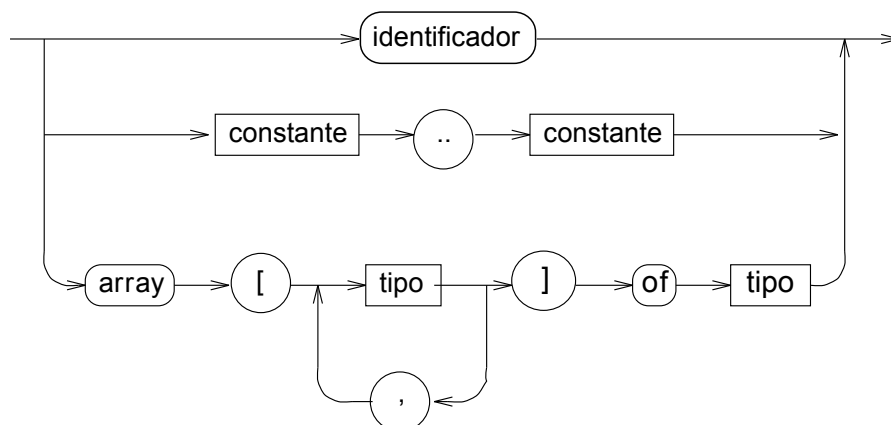 identificador
constante .. constante
array [ tipo ] of tipo
,